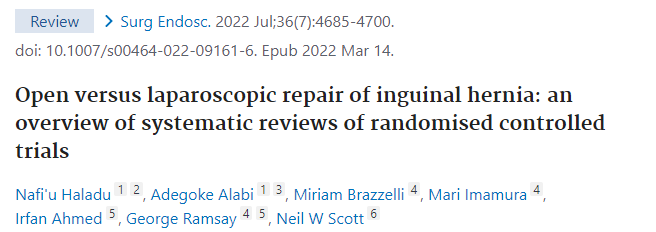 Review > Surg Endosc. 2022 Jul;36(7):4685-4700.
doi: 10.1007/s00464-022-09161-6. Epub 2022 Mar 14.
Open versus laparoscopic repair of inguinal hernia: an
overview of systematic reviews of randomised controlled
trials
Nafi'u Haladu 1 2, Adegoke Alabi 1 3, Miriam Brazzelli 4, Mari Imamura 4,
Irfan Ahmed 5, George Ramsay 4 5, Neil W Scott 6